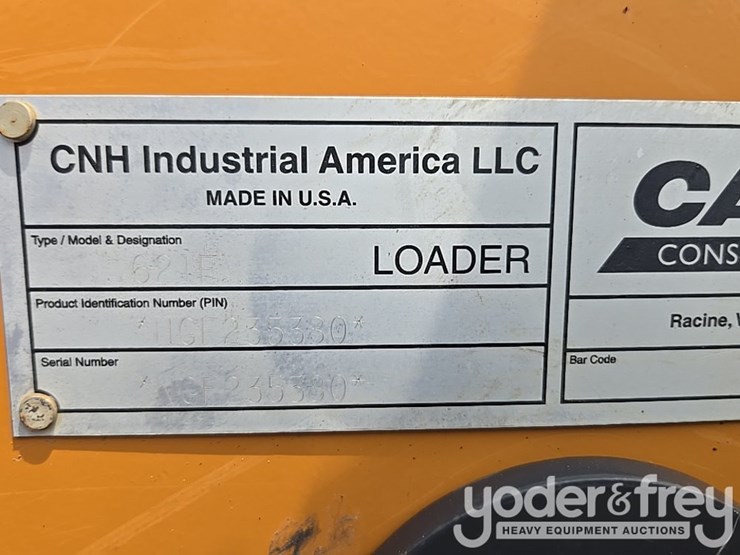 CNH Industrial America LLC
MADE IN U.S.A.
Type / Model & Designation
621F
LOADER
Product Identification Number (PIN)
Serial Number
CA
CONS
Racine, W
Bar Code
yoder&frey
HEAVY EQUIPMENT AUCTIONS